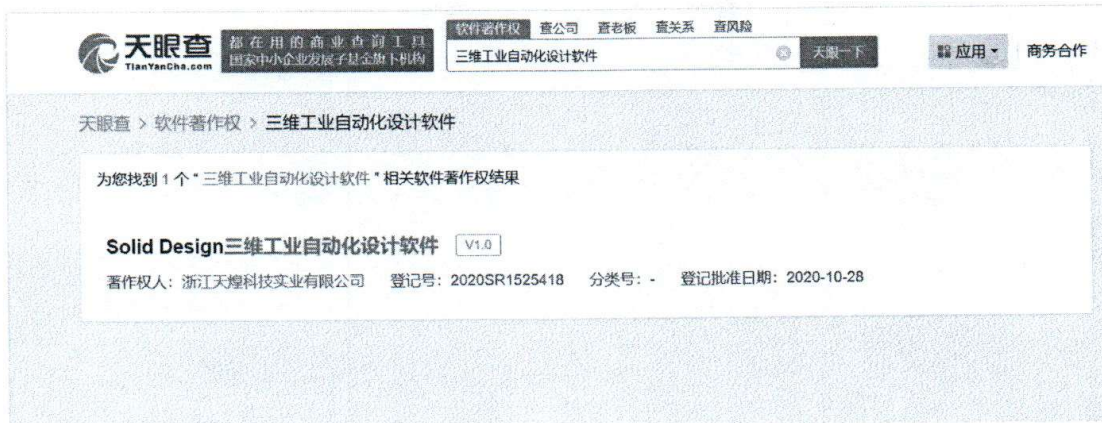 软件著作权 查公司 查老板 查关系 查风险
天眼查
TianYanCha.com
都在用的商业查询工具
国家中小企业发展子基金旗下机构
三维工业自动化设计软件
天眼一下
应用
商务合作
天眼查 > 软件著作权 > 三维工业自动化设计软件
为您找到 1 个 "三维工业自动化设计软件" 相关软件著作权结果
Solid Design三维工业自动化设计软件 V1.0
著作权人：浙江天煌科技实业有限公司 登记号：2020SR1525418 分类号：- 登记批准日期：2020-10-28